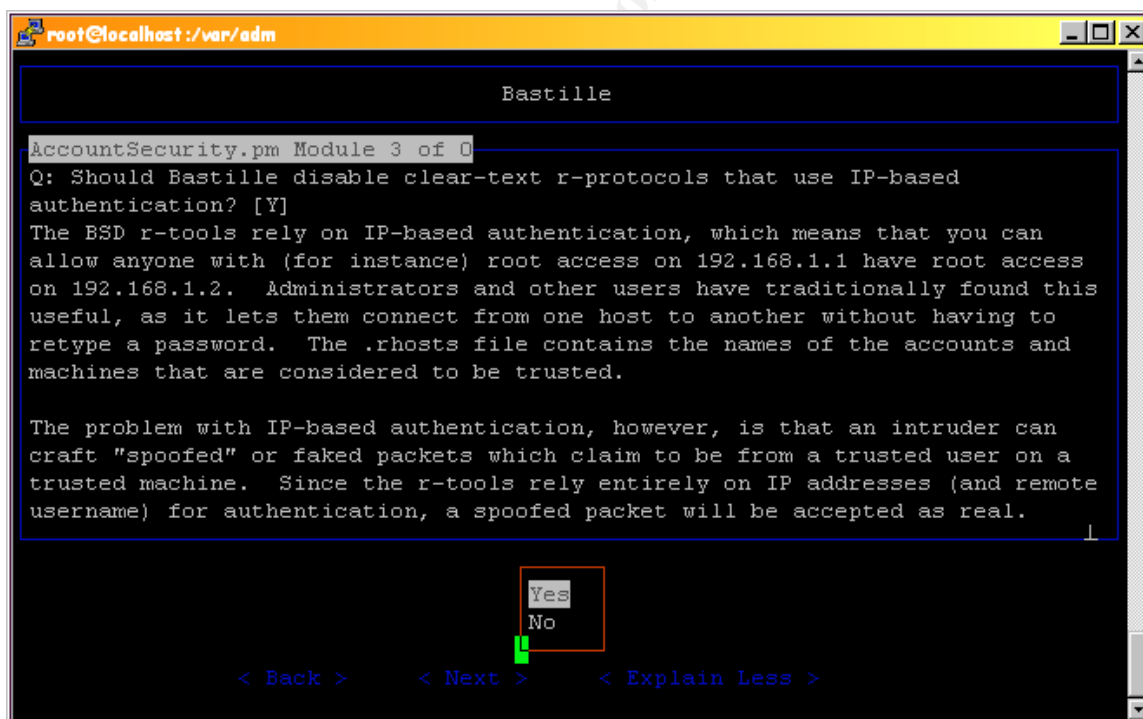 root@localhost:/var/adm
Bastille
AccountSecurity.pm Module 3 of 0
Q: Should Bastille disable clear-text r-protocols that use IP-based
authentication? [Y]
The BSD r-tools rely on IP-based authentication, which means that you can
allow anyone with (for instance) root access on 192.168.1.1 have root access
on 192.168.1.2.  Administrators and other users have traditionally found this
useful, as it lets them connect from one host to another without having to
retype a password.  The .rhosts file contains the names of the accounts and
machines that are considered to be trusted.
The problem with IP-based authentication, however, is that an intruder can
craft "spoofed" or faked packets which claim to be from a trusted user on a
trusted machine.  Since the r-tools rely entirely on IP addresses (and remote
username) for authentication, a spoofed packet will be accepted as real.
Yes
No
< Back > < Next > < Explain Less >